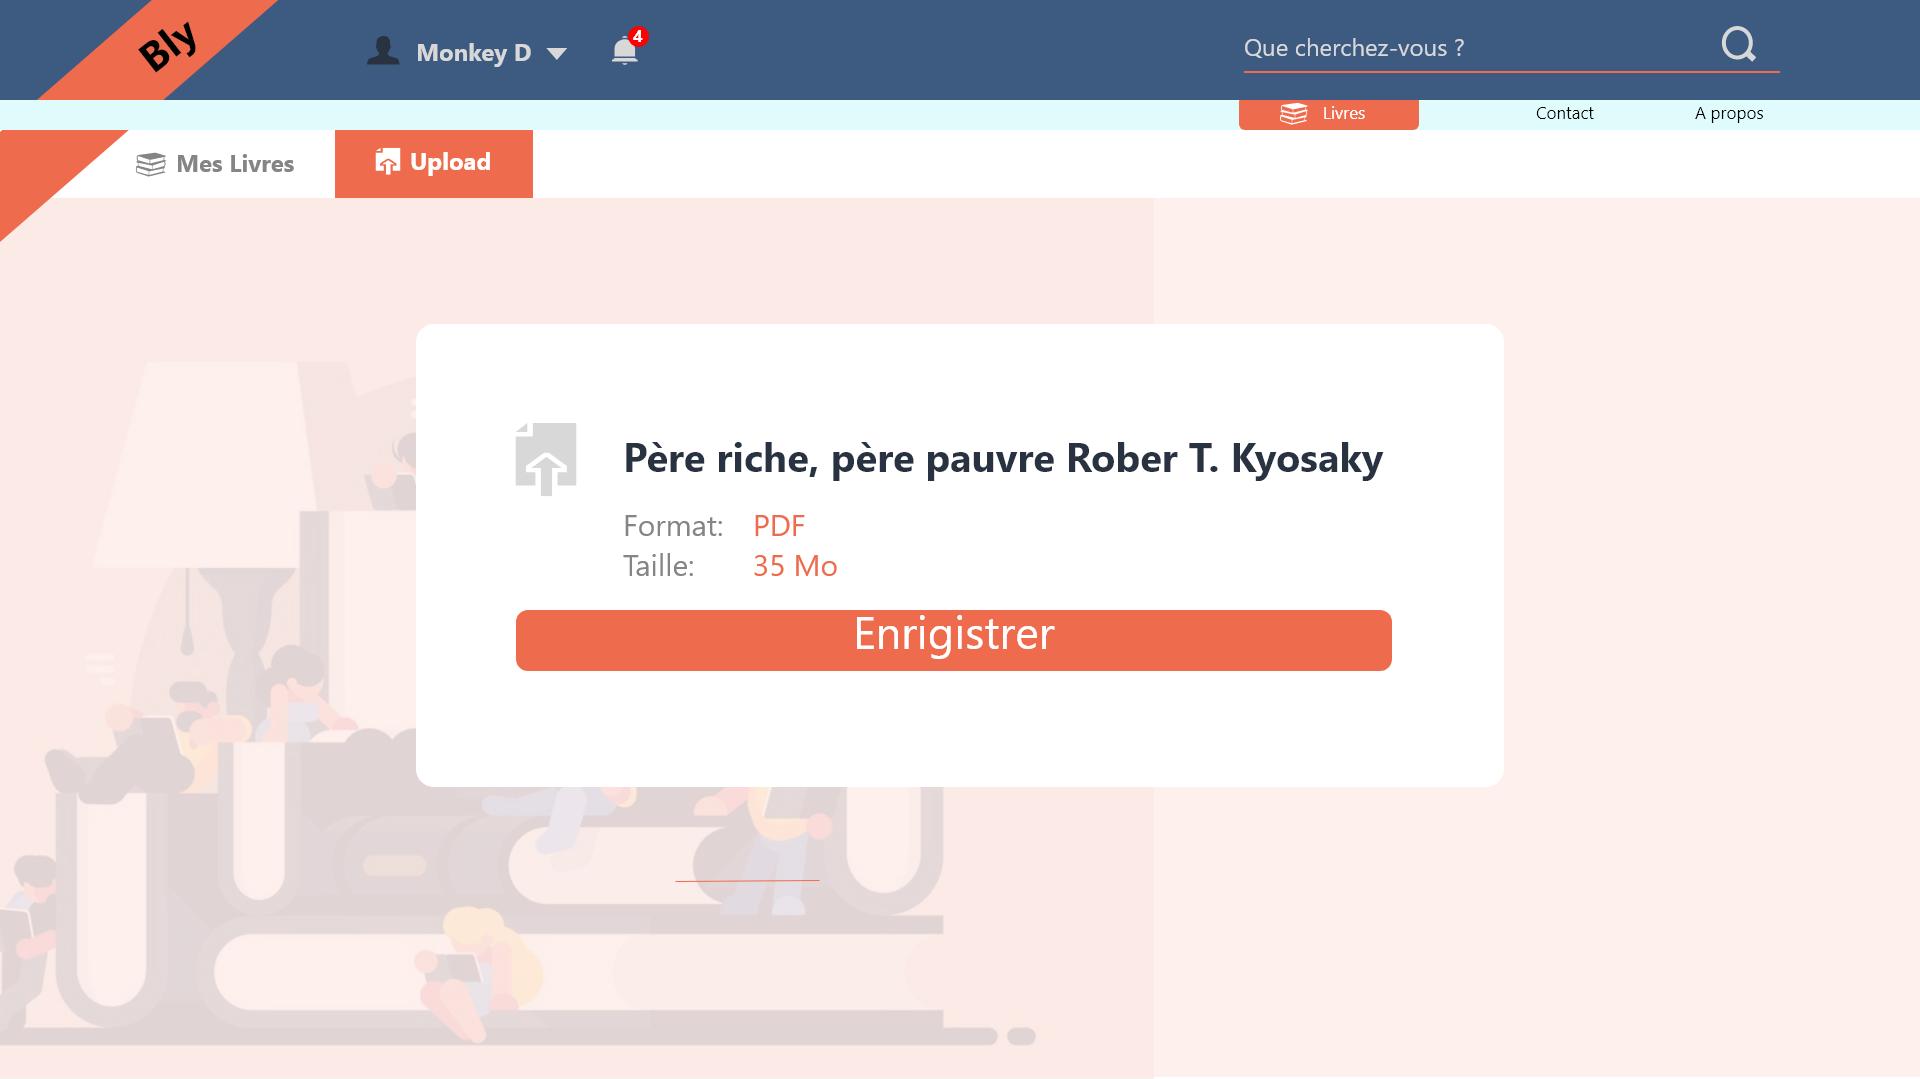 Bly
Monkey D
4
Que cherchez-vous ?
Livres
Contact
A propos
Mes Livres
Upload
Père riche, père pauvre Rober T. Kyosaky
Format: PDF
Taille: 35 Mo
Enrigistrer